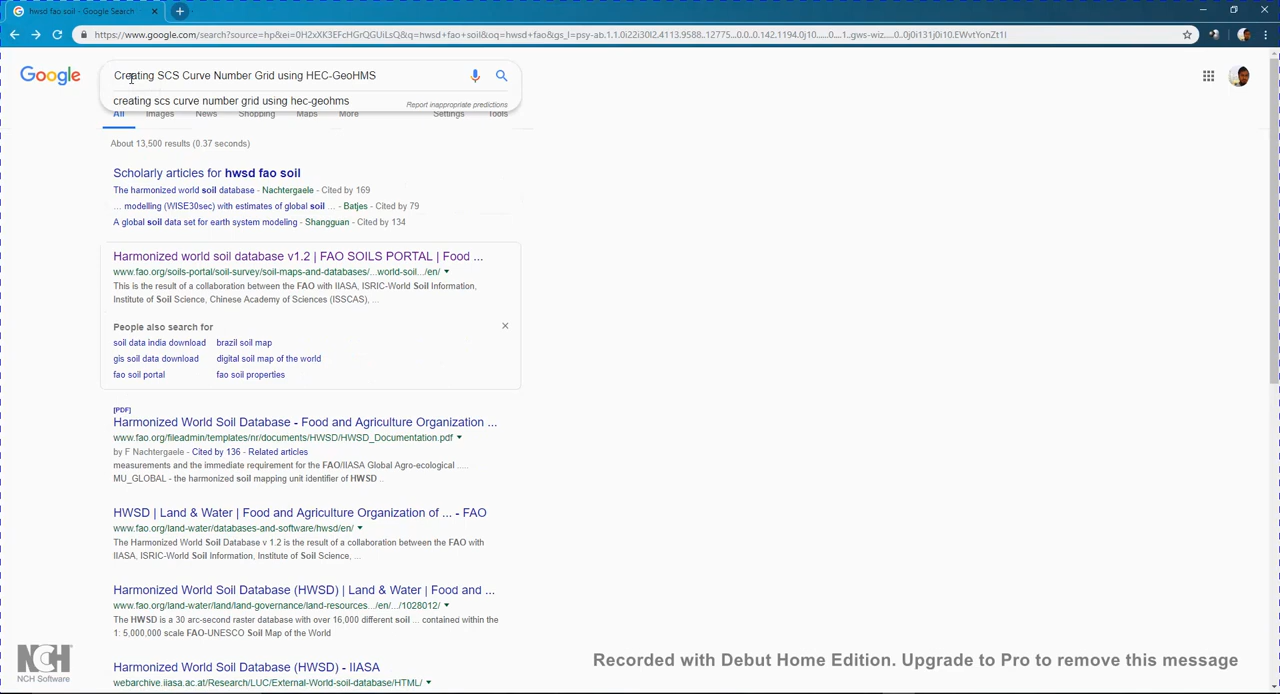 hwsd fao soil - Google Search
https://www.google.com/search?source=hp&ei=0H2xXK3EFcHGrQGUiLsQ&q=hwsd+fao+soil&oq=hwsd+fao&gs_l=psy-ab.1.1.0i22i30l2.4113.9588..12775...0.0..0.142.1194.0j10......0....1..gws-wiz.....0..0j0i131j0i10.EWvtYonZt1I
Google
Creating SCS Curve Number Grid using HEC-GeoHMS
creating scs curve number grid using hec-geohms
Report inappropriate predictions
All Images News Shopping Maps More Settings Tools
About 13,500 results (0.37 seconds)
Scholarly articles for hwsd fao soil
The harmonized world soil database - Nachtergaele - Cited by 169
... modelling (WISE30sec) with estimates of global soil ... - Batjes - Cited by 79
A global soil data set for earth system modeling - Shangguan - Cited by 134
Harmonized world soil database v1.2 | FAO SOILS PORTAL | Food ...
www.fao.org/soils-portal/soil-survey/soil-maps-and-databases/...world-soil.../en/
This is the result of a collaboration between the FAO with IIASA, ISRIC-World Soil Information,
Institute of Soil Science, Chinese Academy of Sciences (ISSCAS), ...
People also search for
soil data india download brazil soil map
gis soil data download digital soil map of the world
fao soil portal fao soil properties
[PDF]
Harmonized World Soil Database - Food and Agriculture Organization ...
www.fao.org/fileadmin/templates/nr/documents/HWSD/HWSD_Documentation.pdf
by F Nachtergaele - Cited by 136 - Related articles
measurements and the immediate requirement for the FAO/IIASA Global Agro-ecological .....
MU_GLOBAL - the harmonized soil mapping unit identifier of HWSD ..
HWSD | Land & Water | Food and Agriculture Organization of ... - FAO
www.fao.org/land-water/databases-and-software/hwsd/en/
The Harmonized World Soil Database v 1.2 is the result of a collaboration between the FAO with
IIASA, ISRIC-World Soil Information, Institute of Soil Science, ...
Harmonized World Soil Database (HWSD) | Land & Water | Food and ...
www.fao.org/land-water/land/land-governance/land-resources.../en/.../1028012/
The HWSD is a 30 arc-second raster database with over 16,000 different soil ... contained within the
1: 5,000,000 scale FAO-UNESCO Soil Map of the World
Harmonized World Soil Database (HWSD) - IIASA
webarchive.iiasa.ac.at/Research/LUC/External-World-soil-database/HTML/
NCH
NCH Software
Recorded with Debut Home Edition. Upgrade to Pro to remove this message